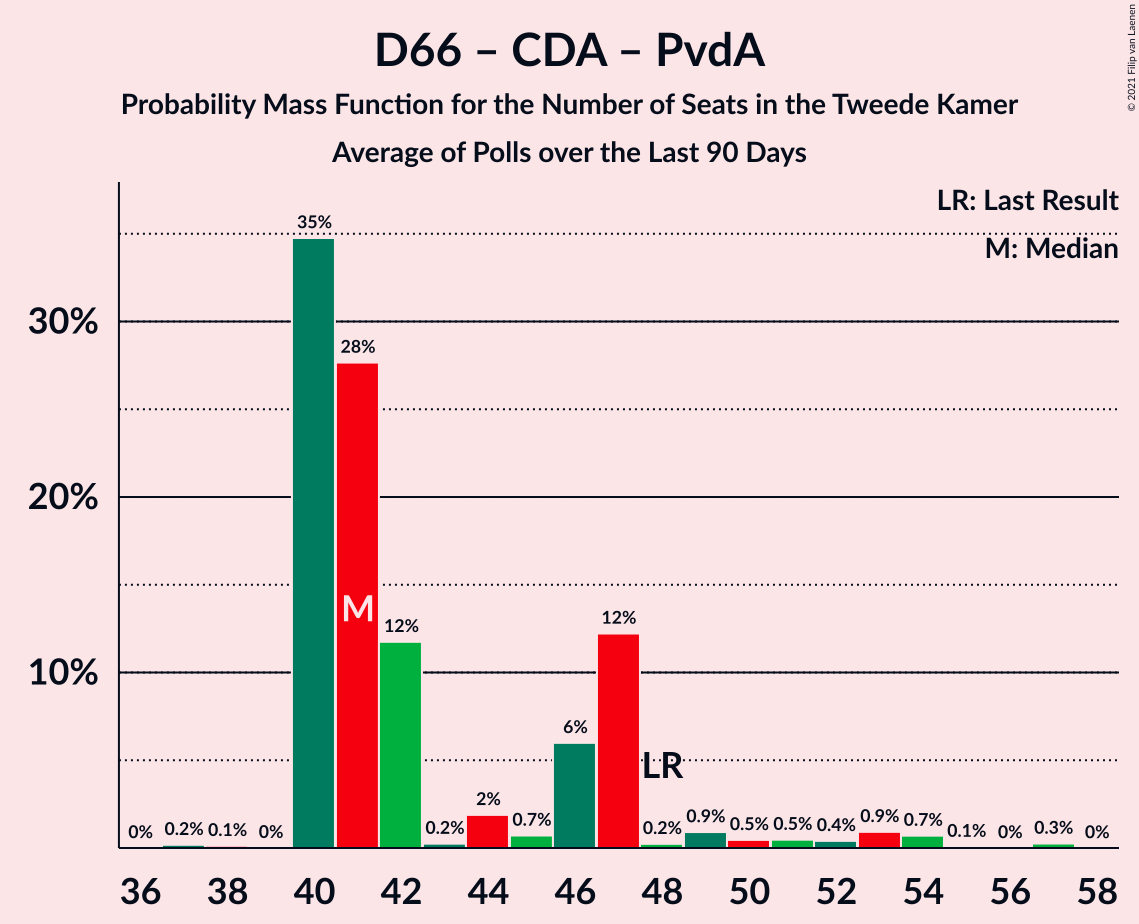 D66 – CDA – PvdA
Probability Mass Function for the Number of Seats in the Tweede Kamer
Average of Polls over the Last 90 Days
© 2021 Filip van Laenen
LR: Last Result
M: Median
35%
30%
28%
20%
M
12%
12%
10%
6%
LR
0%
0.2%
0.1%
0%
0.2%
2%
0.7%
0.2%
0.9%
0.5%
0.5%
0.4%
0.9%
0.7%
0.1%
0%
0.3%
0%
36 38 40 42 44 46 48 50 52 54 56 58